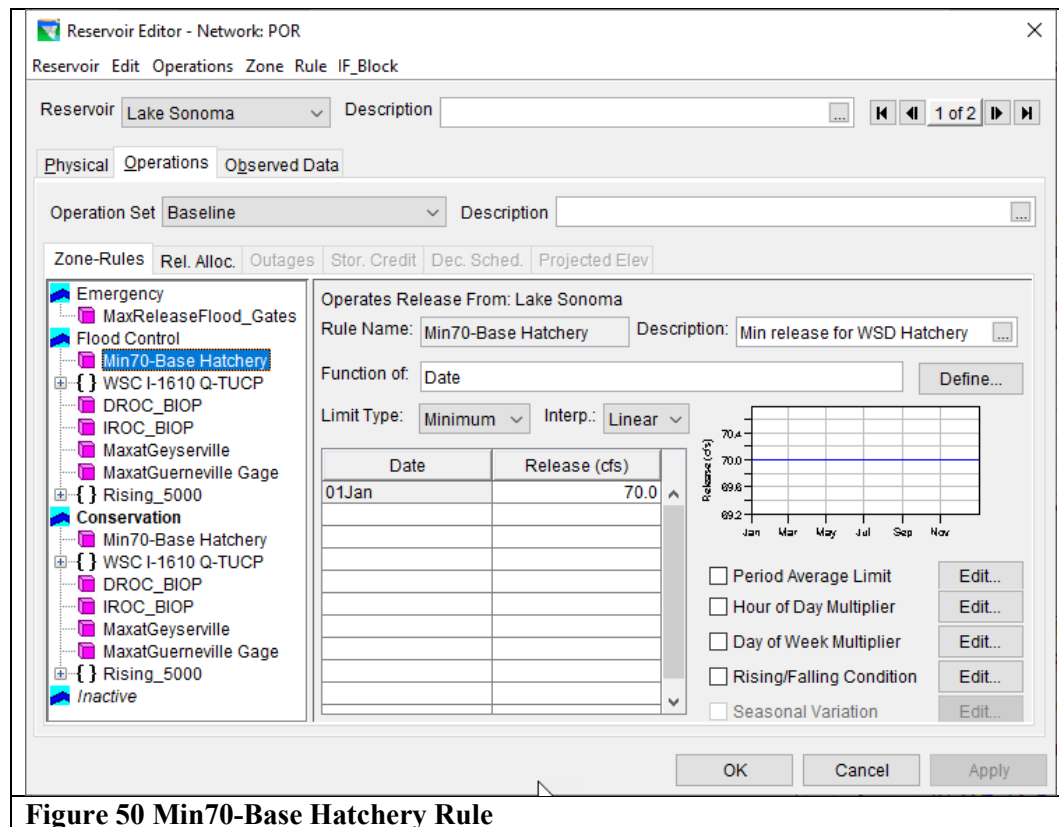 Reservoir Editor - Network: POR
Reservoir Edit Operations Zone Rule IF_Block
Reservoir Lake Sonoma Description ... 1 of 2
Physical Operations Observed Data
Operation Set Baseline Description ...
Zone-Rules Rel. Alloc. Outages Stor. Credit Dec. Sched. Projected Elev
Emergency
MaxReleaseFlood_Gates
Flood Control
Min70-Base Hatchery
{ } WSC I-1610 Q-TUCP
DROC_BIOP
IROC_BIOP
MaxatGeyserville
MaxatGuerneville Gage
{ } Rising_5000
Conservation
Min70-Base Hatchery
{ } WSC I-1610 Q-TUCP
DROC_BIOP
IROC_BIOP
MaxatGeyserville
MaxatGuerneville Gage
{ } Rising_5000
Inactive
Operates Release From: Lake Sonoma
Rule Name: Min70-Base Hatchery Description: Min release for WSD Hatchery ...
Function of: Date Define...
Limit Type: Minimum Interp.: Linear
Date Release (cfs)
01Jan 70.0
Release (cfs)
70.4
70.0
69.6
69.2
Jan Mar May Jul Sep Nov
Period Average Limit Edit...
Hour of Day Multiplier Edit...
Day of Week Multiplier Edit...
Rising/Falling Condition Edit...
Seasonal Variation Edit...
OK Cancel Apply
Figure 50 Min70-Base Hatchery Rule